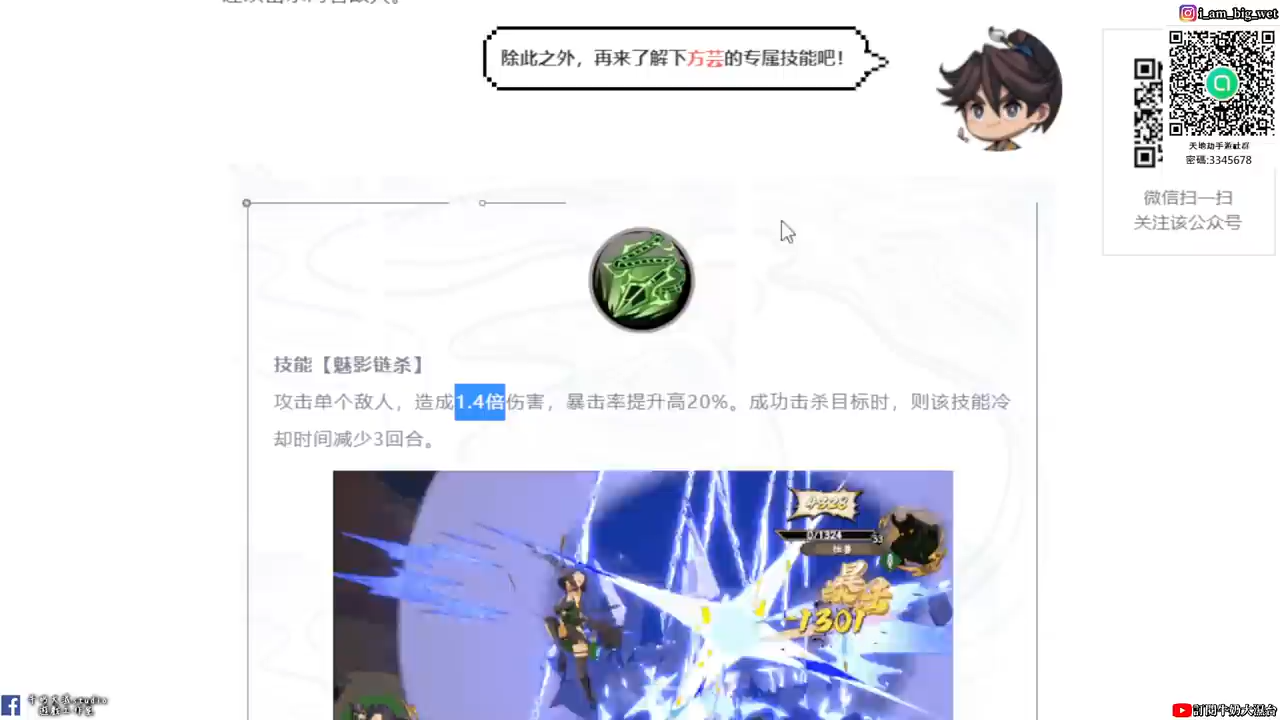 i_am_big_wet
除此之外，再来了解下方芸的专属技能吧！
天地劫手游社群
密碼:3345678
微信扫一扫
关注该公众号
技能【魅影链杀】
攻击单个敌人，造成1.4倍伤害，暴击率提升高20%。成功击杀目标时，则该技能冷
却时间减少3回合。
4328
0/1324
53
暴击
-1301
訂閱牛奶大混合